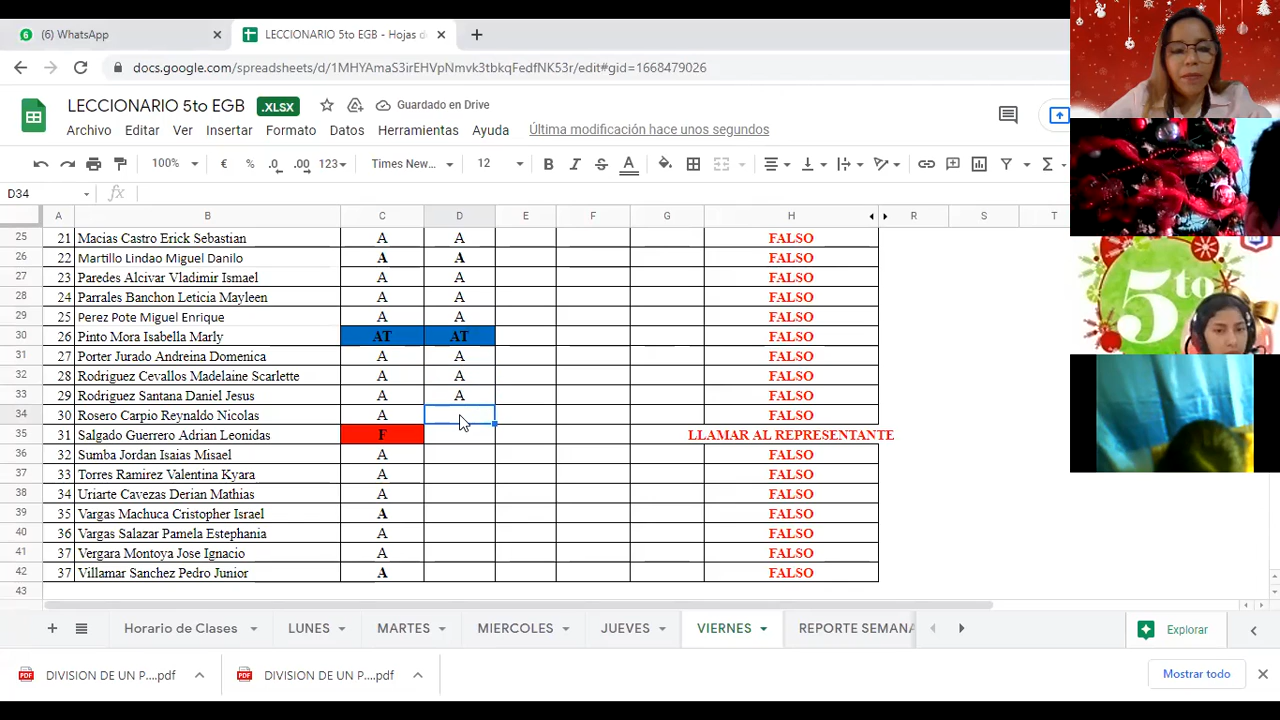 (6) WhatsApp
LECCIONARIO 5to EGB - Hojas d
docs.google.com/spreadsheets/d/1MHYAmaS3irEHVpNmvk3tbkqFedfNK53r/edit#gid=1668479026
LECCIONARIO 5to EGB .XLSX Guardado en Drive
Archivo Editar Ver Insertar Formato Datos Herramientas Ayuda Última modificación hace unos segundos
100% € % .0 .00 123 Times New... 12 B I S A
D34 fx
A B C D E F G H R S T
25 21 Macias Castro Erick Sebastian A A FALSO
26 22 Martillo Lindao Miguel Danilo A A FALSO
27 23 Paredes Alcivar Vladimir Ismael A A FALSO
28 24 Parrales Banchon Leticia Mayleen A A FALSO
29 25 Perez Pote Miguel Enrique A A FALSO
30 26 Pinto Mora Isabella Marly AT AT FALSO
31 27 Porter Jurado Andreina Domenica A A FALSO
32 28 Rodriguez Cevallos Madelaine Scarlette A A FALSO
33 29 Rodriguez Santana Daniel Jesus A A FALSO
34 30 Rosero Carpio Reynaldo Nicolas A FALSO
35 31 Salgado Guerrero Adrian Leonidas F LLAMAR AL REPRESENTANTE
36 32 Sumba Jordan Isaias Misael A FALSO
37 33 Torres Ramirez Valentina Kyara A FALSO
38 34 Uriarte Cavezas Derian Mathias A FALSO
39 35 Vargas Machuca Cristopher Israel A FALSO
40 36 Vargas Salazar Pamela Estephania A FALSO
41 37 Vergara Montoya Jose Ignacio A FALSO
42 37 Villamar Sanchez Pedro Junior A FALSO
43
Horario de Clases LUNES MARTES MIERCOLES JUEVES VIERNES REPORTE SEMANA Explorar
DIVISION DE UN P....pdf DIVISION DE UN P....pdf Mostrar todo
5to